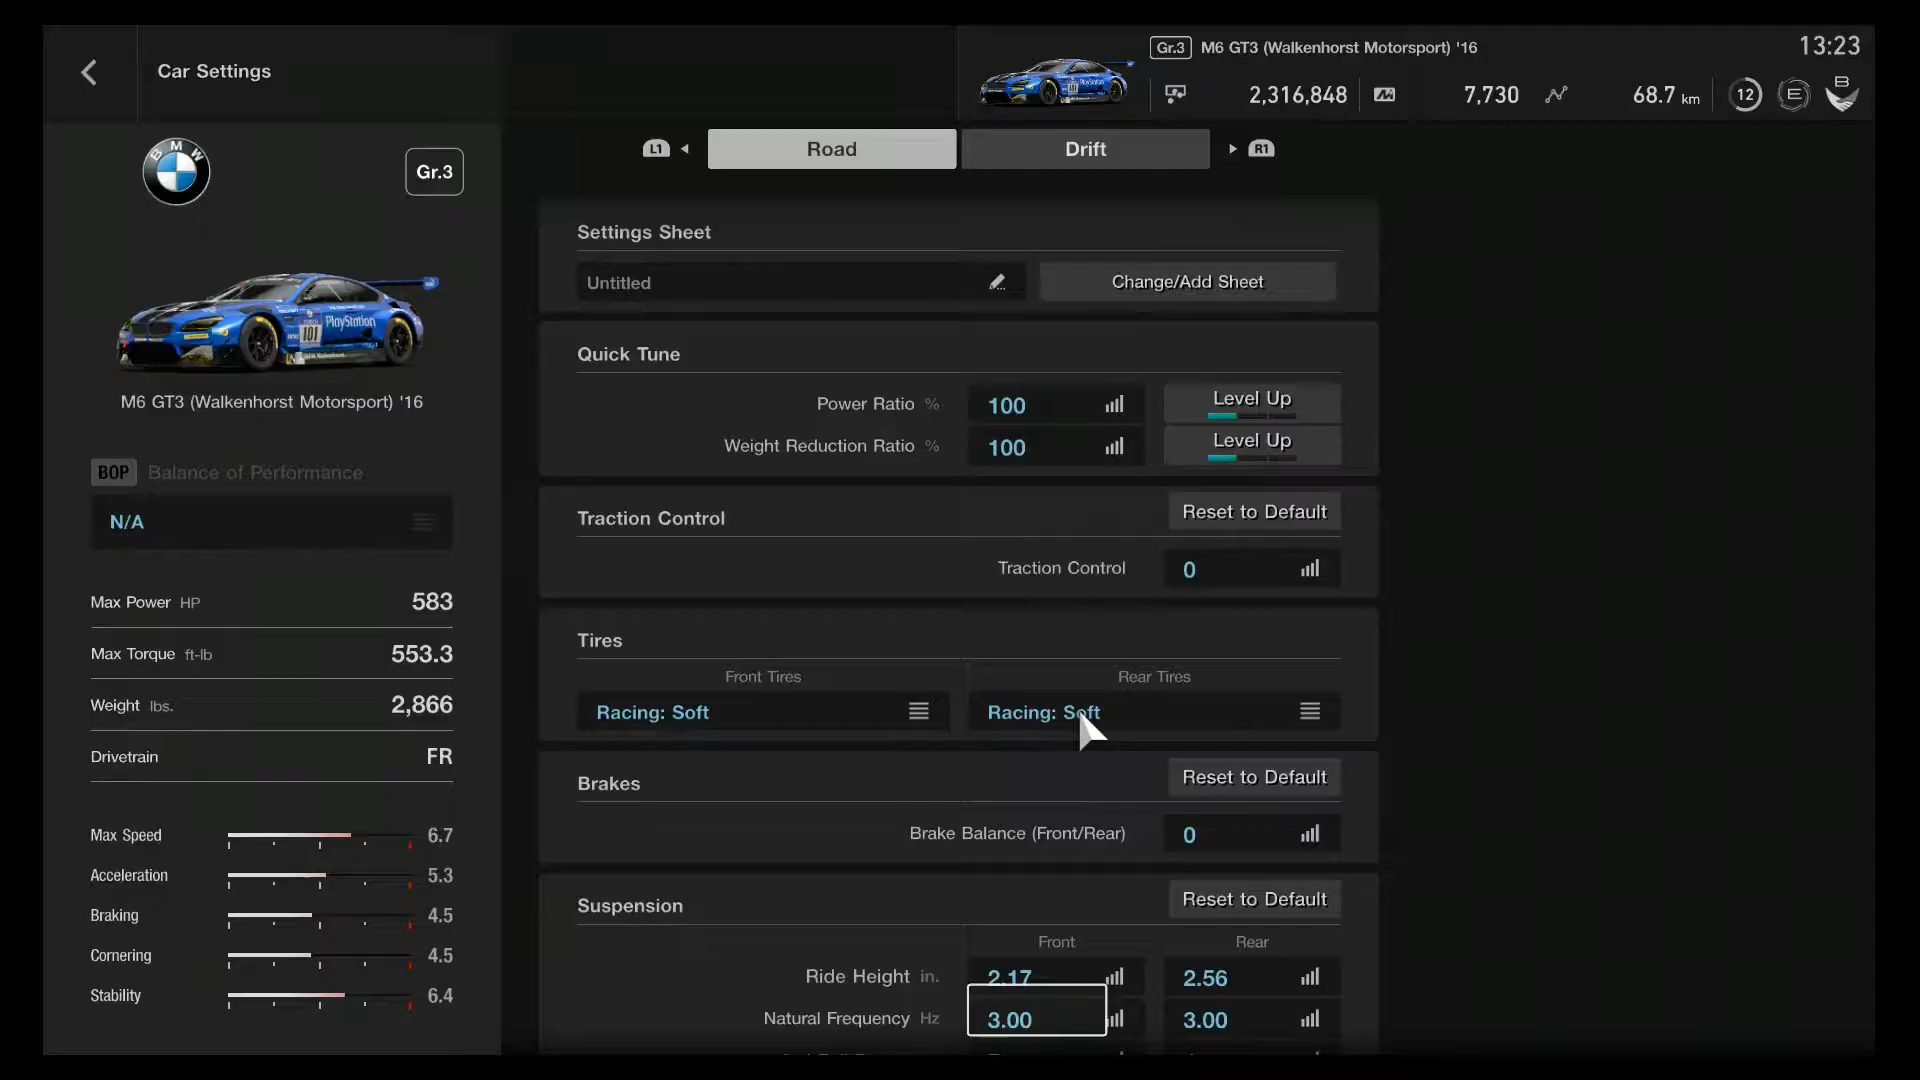 Car Settings
Gr.3 M6 GT3 (Walkenhorst Motorsport) '16
13:23
2,316,848 7,730 68.7 km 12 E B
L1 Road Drift R1
BMW
Gr.3
PlayStation
101
M6 GT3 (Walkenhorst Motorsport) '16
BOP Balance of Performance
N/A
Max Power HP 583
Max Torque ft-lb 553.3
Weight lbs. 2,866
Drivetrain FR
Max Speed 6.7
Acceleration 5.3
Braking 4.5
Cornering 4.5
Stability 6.4
Settings Sheet
Untitled Change/Add Sheet
Quick Tune
Power Ratio % 100 Level Up
Weight Reduction Ratio % 100 Level Up
Traction Control Reset to Default
Traction Control 0
Tires
Front Tires Rear Tires
Racing: Soft Racing: Soft
Brakes Reset to Default
Brake Balance (Front/Rear) 0
Suspension Reset to Default
Front Rear
Ride Height in. 2.17 2.56
Natural Frequency Hz 3.00 3.00